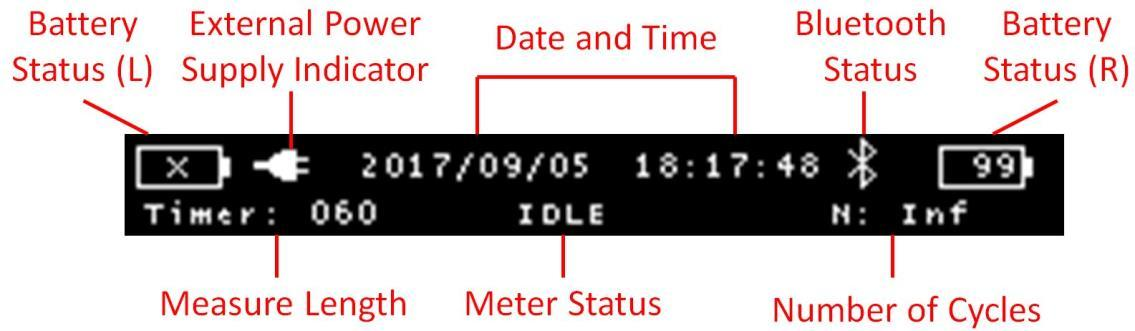 Battery
Status (L)
External Power
Supply Indicator
Date and Time
Bluetooth
Status
Battery
Status (R)
X 2017/09/05 18:17:48 99
Timer: 060 IDLE N: Inf
Measure Length
Meter Status
Number of Cycles